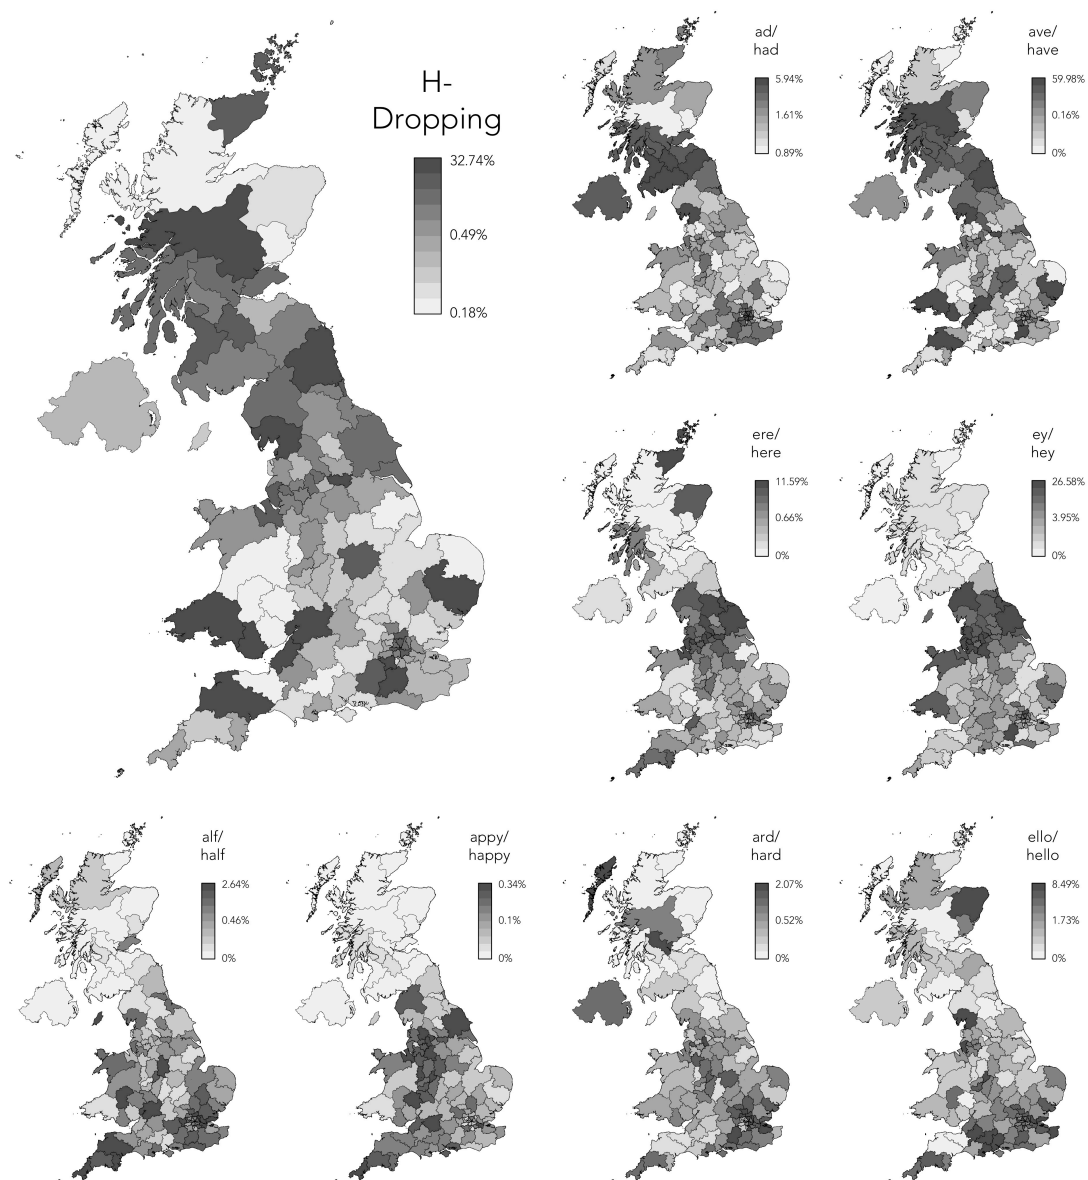 H-
Dropping
32.74%
0.49%
0.18%
ad/
had
5.94%
1.61%
0.89%
ave/
have
59.98%
0.16%
0%
ere/
here
11.59%
0.66%
0%
ey/
hey
26.58%
3.95%
0%
alf/
half
2.64%
0.46%
0%
appy/
happy
0.34%
0.1%
0%
ard/
hard
2.07%
0.52%
0%
ello/
hello
8.49%
1.73%
0%